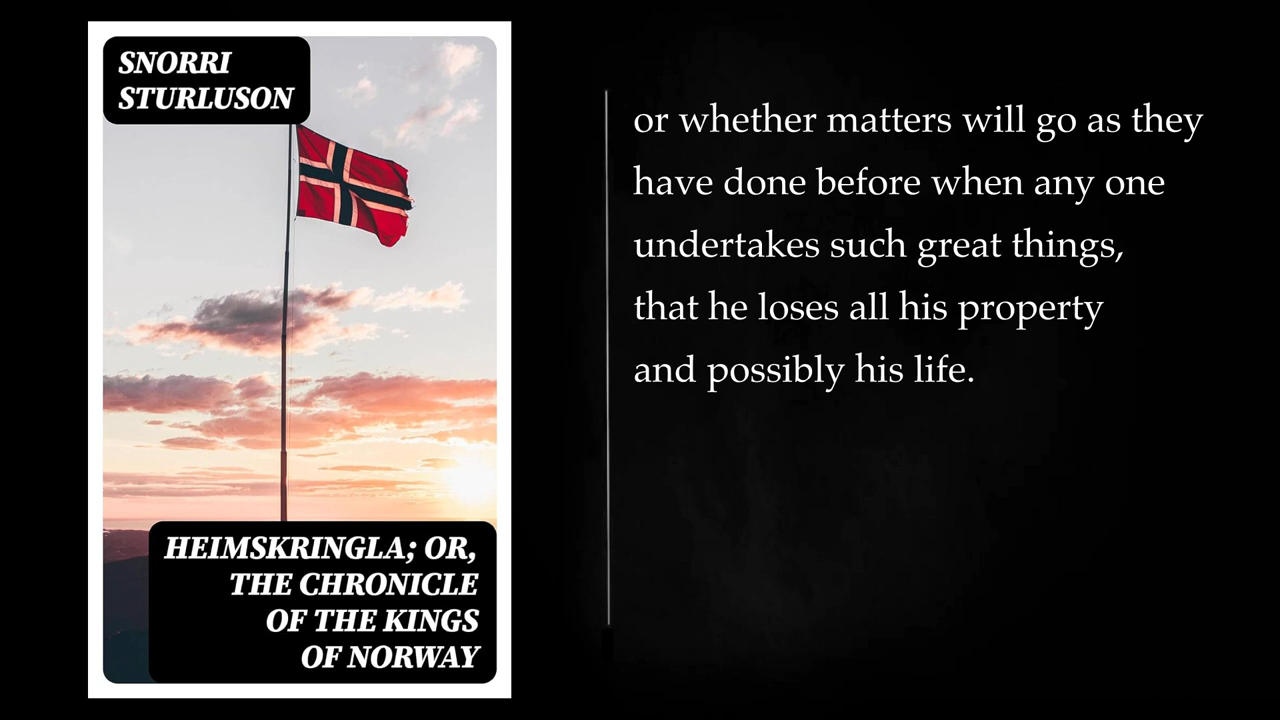 SNORRI
STURLUSON
HEIMSKRINGLA; OR,
THE CHRONICLE
OF THE KINGS
OF NORWAY
or whether matters will go as they
have done before when any one
undertakes such great things,
that he loses all his property
and possibly his life.